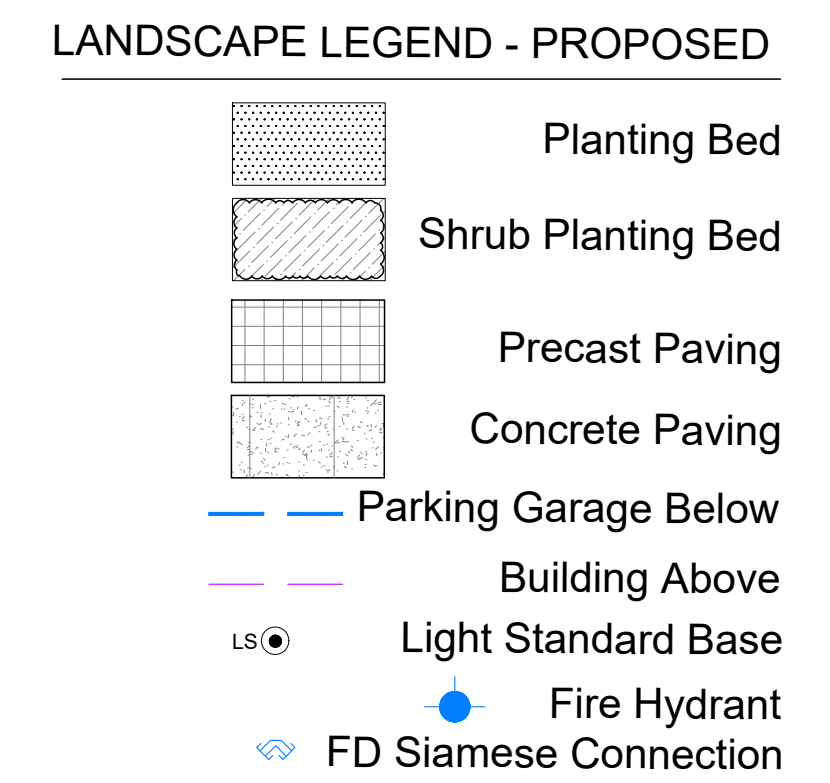 LANDSCAPE LEGEND - PROPOSED
Planting Bed
Shrub Planting Bed
Precast Paving
Concrete Paving
Parking Garage Below
Building Above
LS Light Standard Base
Fire Hydrant
FD Siamese Connection